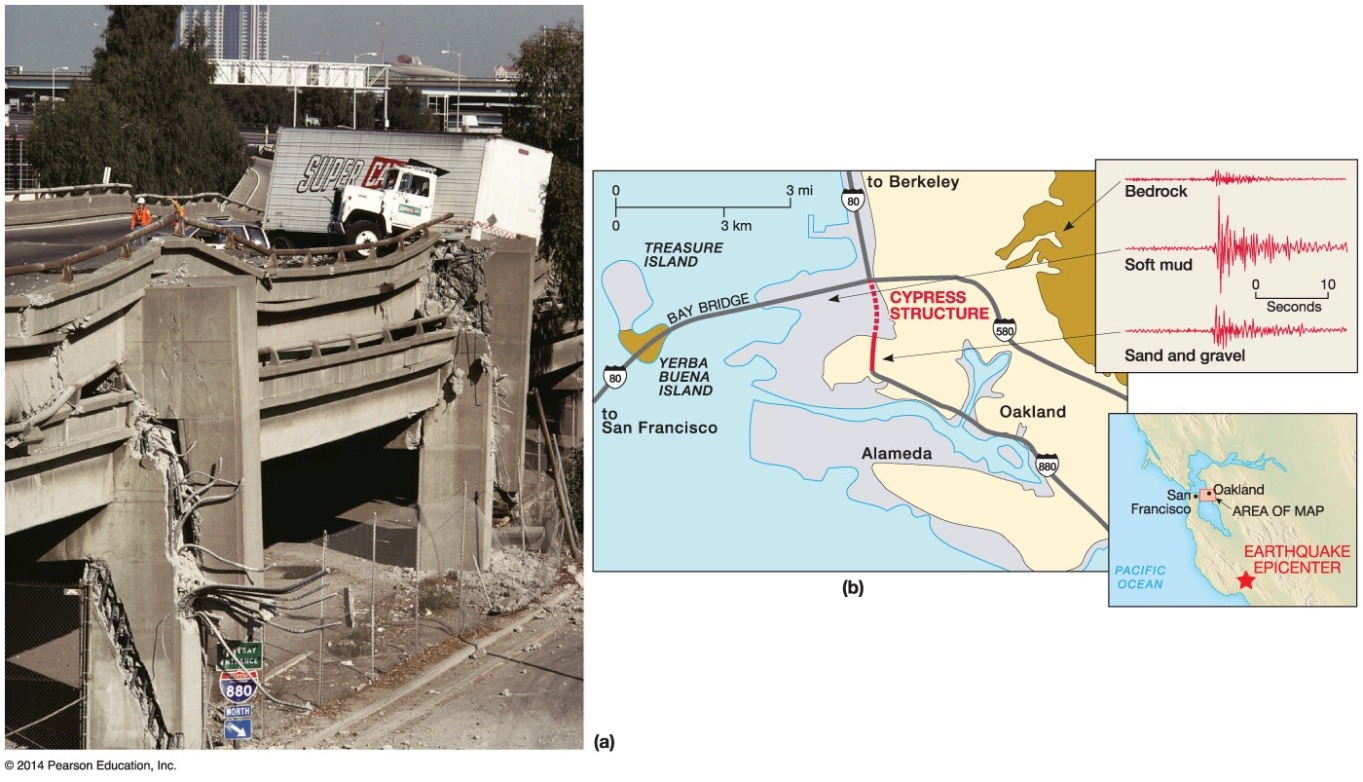 SUPER
FREEWAY
ENTRANCE
880
NORTH
(a)
© 2014 Pearson Education, Inc.
0 3 mi
0 3 km
80
to Berkeley
TREASURE
ISLAND
BAY BRIDGE
CYPRESS
STRUCTURE
580
YERBA
BUENA
ISLAND
80
to
San Francisco
Oakland
Alameda
880
(b)
Bedrock
Soft mud
0 10
Seconds
Sand and gravel
San
Francisco
Oakland
AREA OF MAP
EARTHQUAKE
EPICENTER
PACIFIC
OCEAN